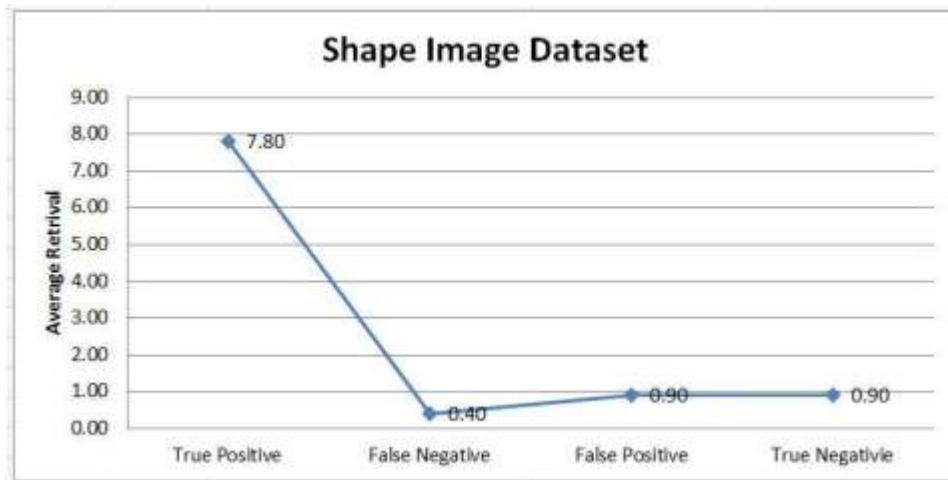 Shape Image Dataset
Average Retrival
9.00
8.00
7.00
6.00
5.00
4.00
3.00
2.00
1.00
0.00
7.80
0.40
0.90
0.90
True Positive
False Negative
False Positive
True Negativie